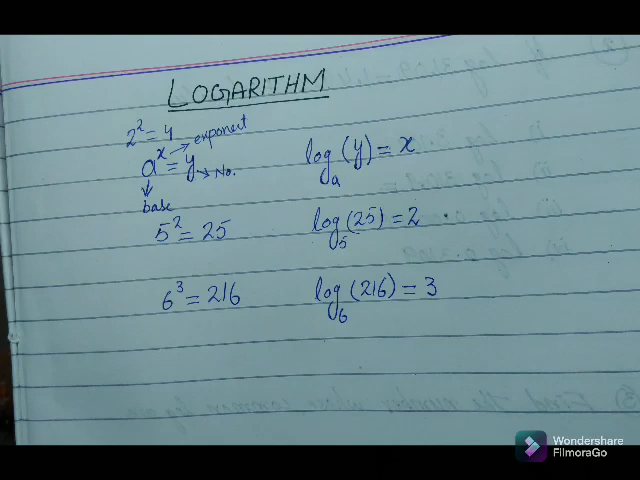 LOGARITHM
2² = 4
aˣ = y → exponent → No. log_a (y) = x
base
5² = 25 log_5 (25) = 2
6³ = 216 log_6 (216) = 3
Wondershare
FilmoraGo